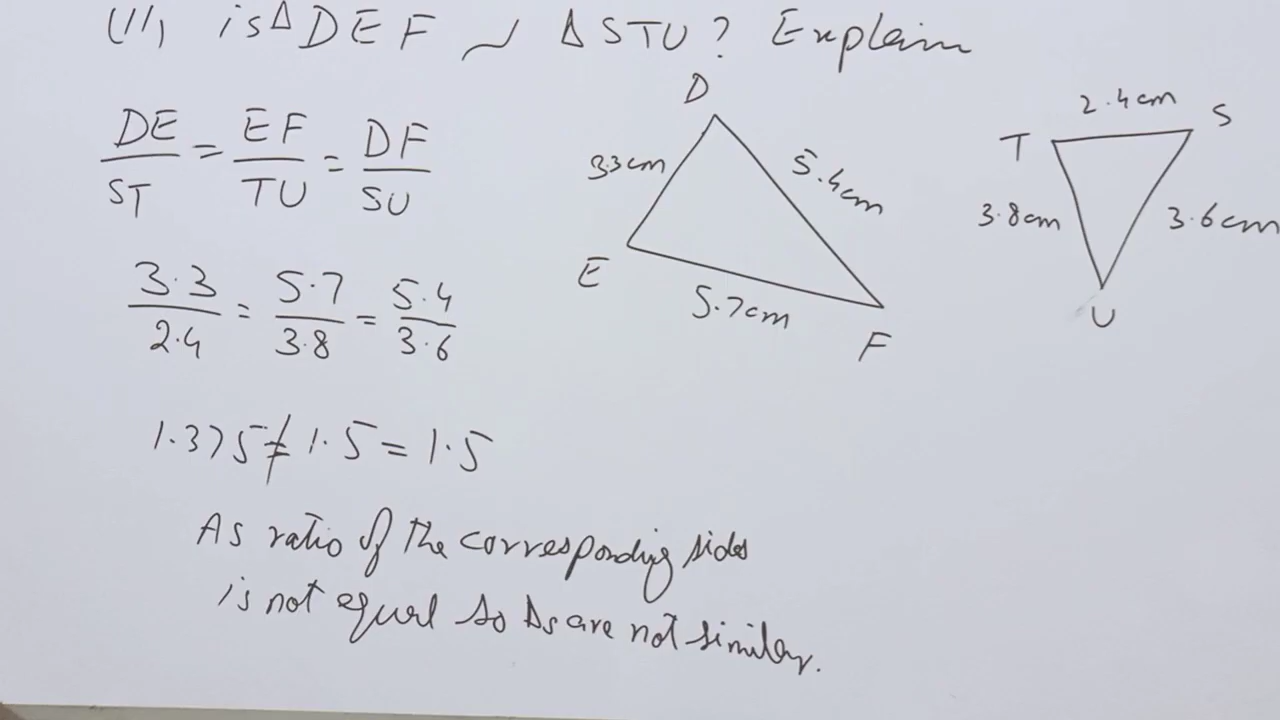 (11), is Δ DEF ~ Δ STU? Explain
DE/ST = EF/TU = DF/SU
3.3/2.4 = 5.7/3.8 = 5.4/3.6
1.375 ≠ 1.5 = 1.5
As ratio of the corresponding sides
is not equal so Δs are not similar.
D
3.3cm
5.4cm
E
5.7cm
F
2.4cm
T
S
3.8cm
3.6cm
U